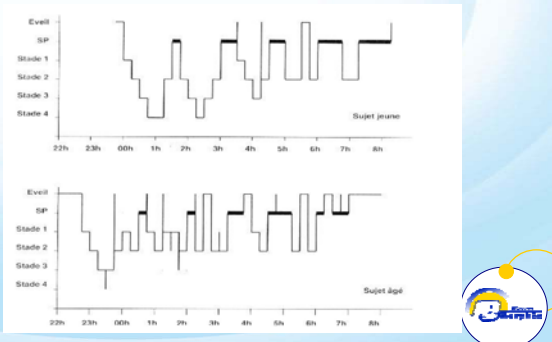 Eveil
SP
Stade 1
Stade 2
Stade 3
Stade 4
Sujet jeune
22h 23h 00h 1h 2h 3h 4h 5h 6h 7h 8h
Eveil
SP
Stade 1
Stade 2
Stade 3
Stade 4
Sujet âgé
22h 23h 00h 1h 2h 3h 4h 5h 6h 7h 8h